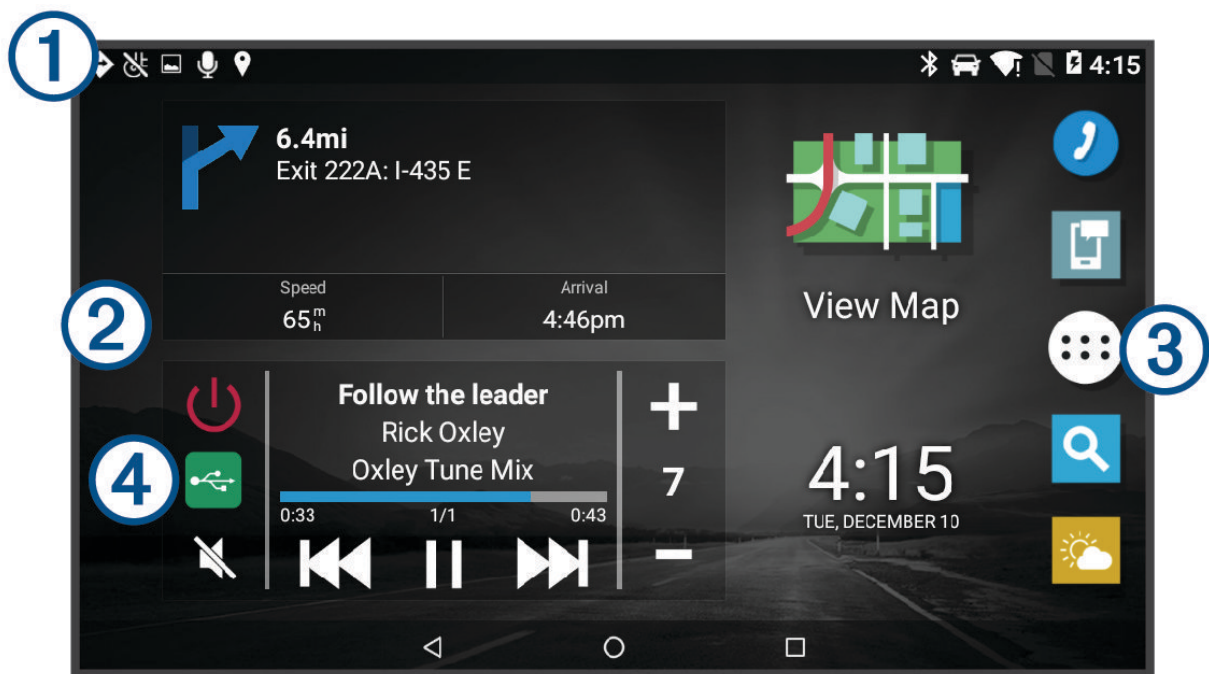 1
4:15
6.4mi
Exit 222A: I-435 E
Speed
65 m h
Arrival
4:46pm
View Map
2
3
Follow the leader
Rick Oxley
Oxley Tune Mix
0:33
1/1
0:43
7
4
4:15
TUE, DECEMBER 10